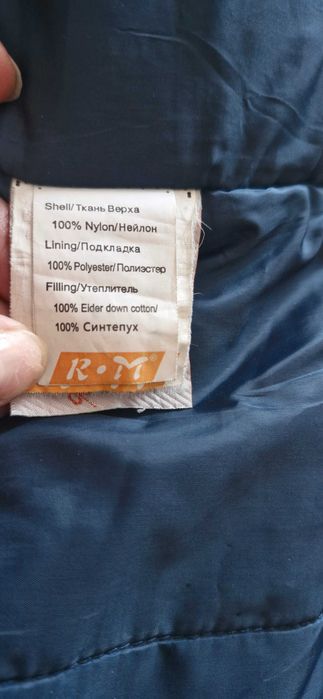 Shell/Ткань Верха
100% Nylon/Нейлон
Lining/Подкладка
100% Polyester/Полиэстер
Filling/Утеплитель
100% Eider down cotton/
100% Синтепух
R·M®